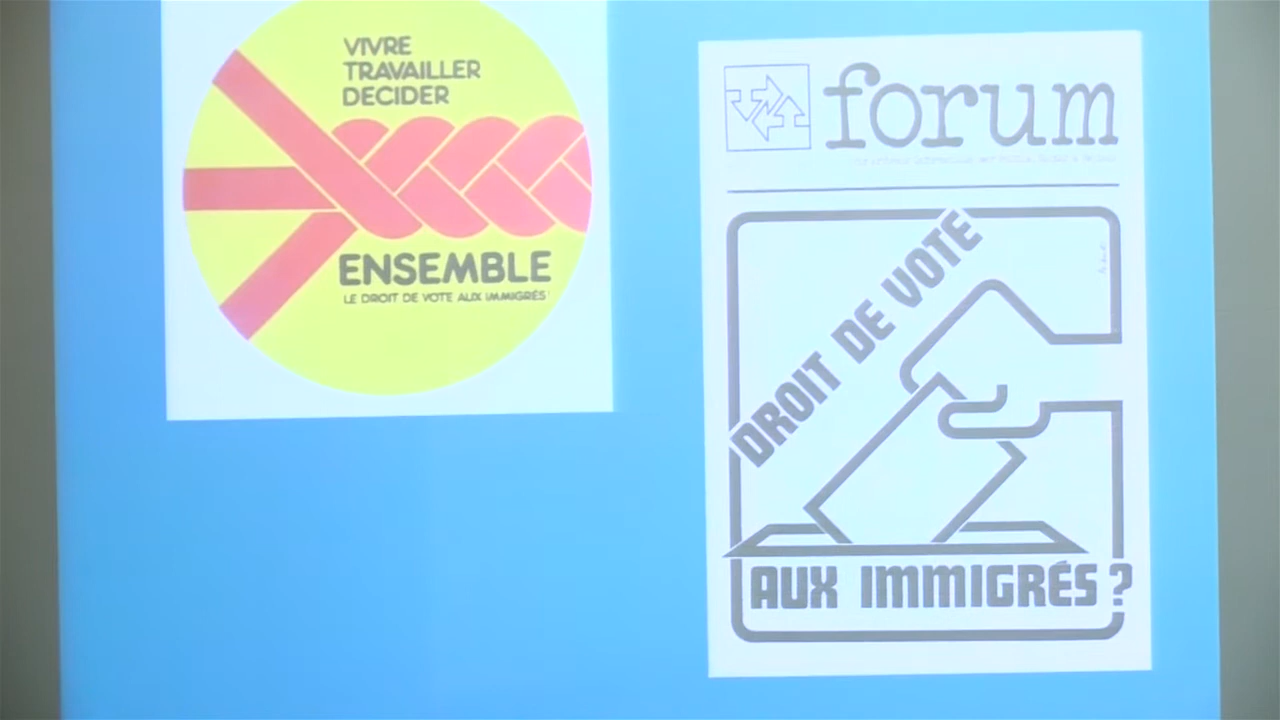 VIVRE
TRAVAILLER
DECIDER
ENSEMBLE
LE DROIT DE VOTE AUX IMMIGRÉS!
forum
DROIT DE VOTE
AUX IMMIGRÉS ?